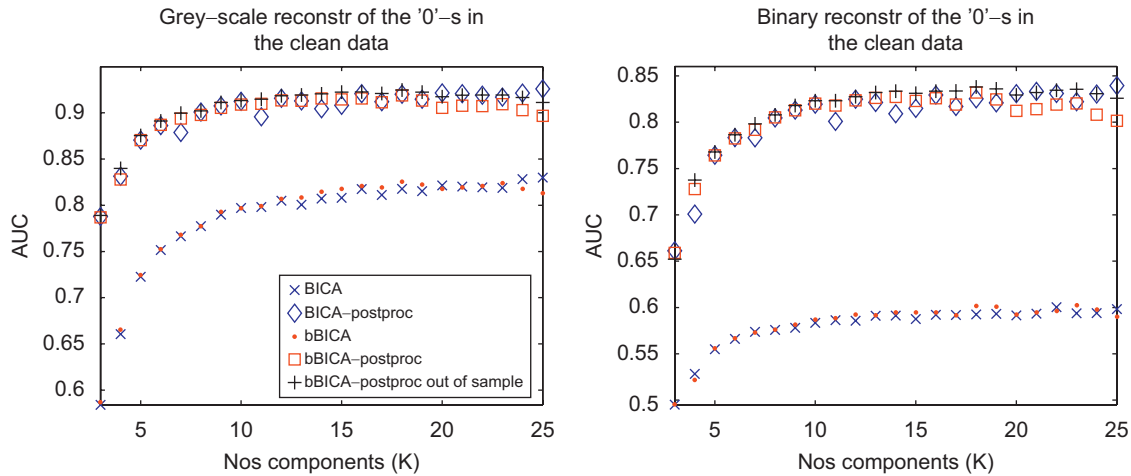 Grey–scale reconstr of the '0'–s in
the clean data
AUC
0.9
0.85
0.8
0.75
0.7
0.65
0.6
BICA
BICA–postproc
bBICA
bBICA–postproc
bBICA–postproc out of sample
5
10
15
20
25
Nos components (K)
Binary reconstr of the '0'–s in
the clean data
AUC
0.85
0.8
0.75
0.7
0.65
0.6
0.55
0.5
5
10
15
20
25
Nos components (K)